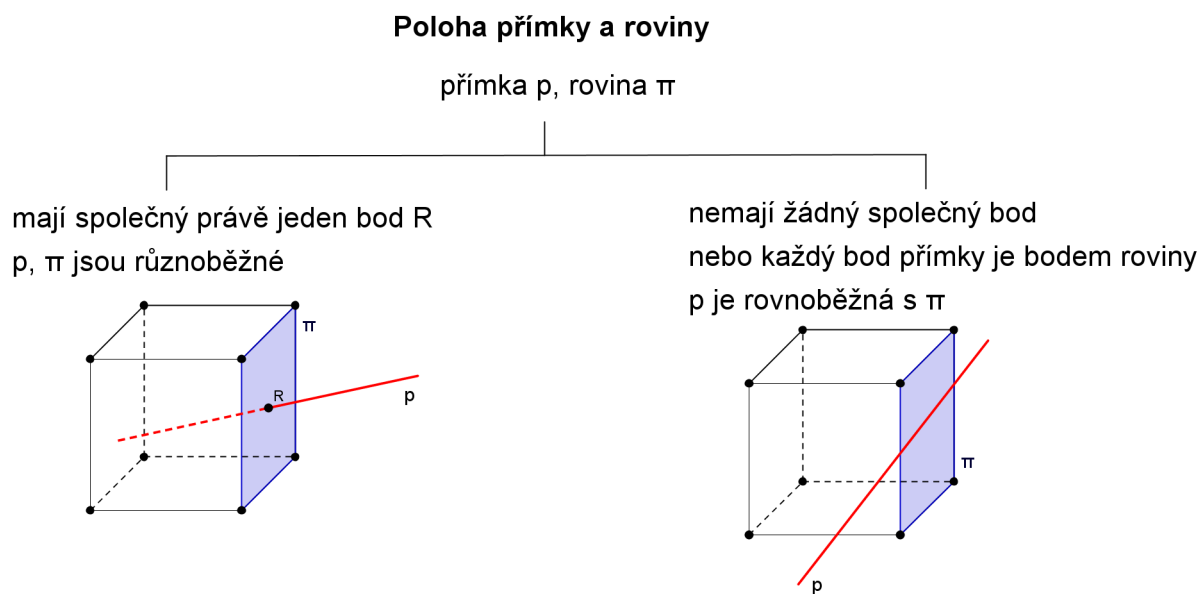 Poloha přímky a roviny
přímka p, rovina π
mají společný právě jeden bod R
p, π jsou různoběžné
π
R
p
nemají žádný společný bod
nebo každý bod přímky je bodem roviny
p je rovnoběžná s π
π
p